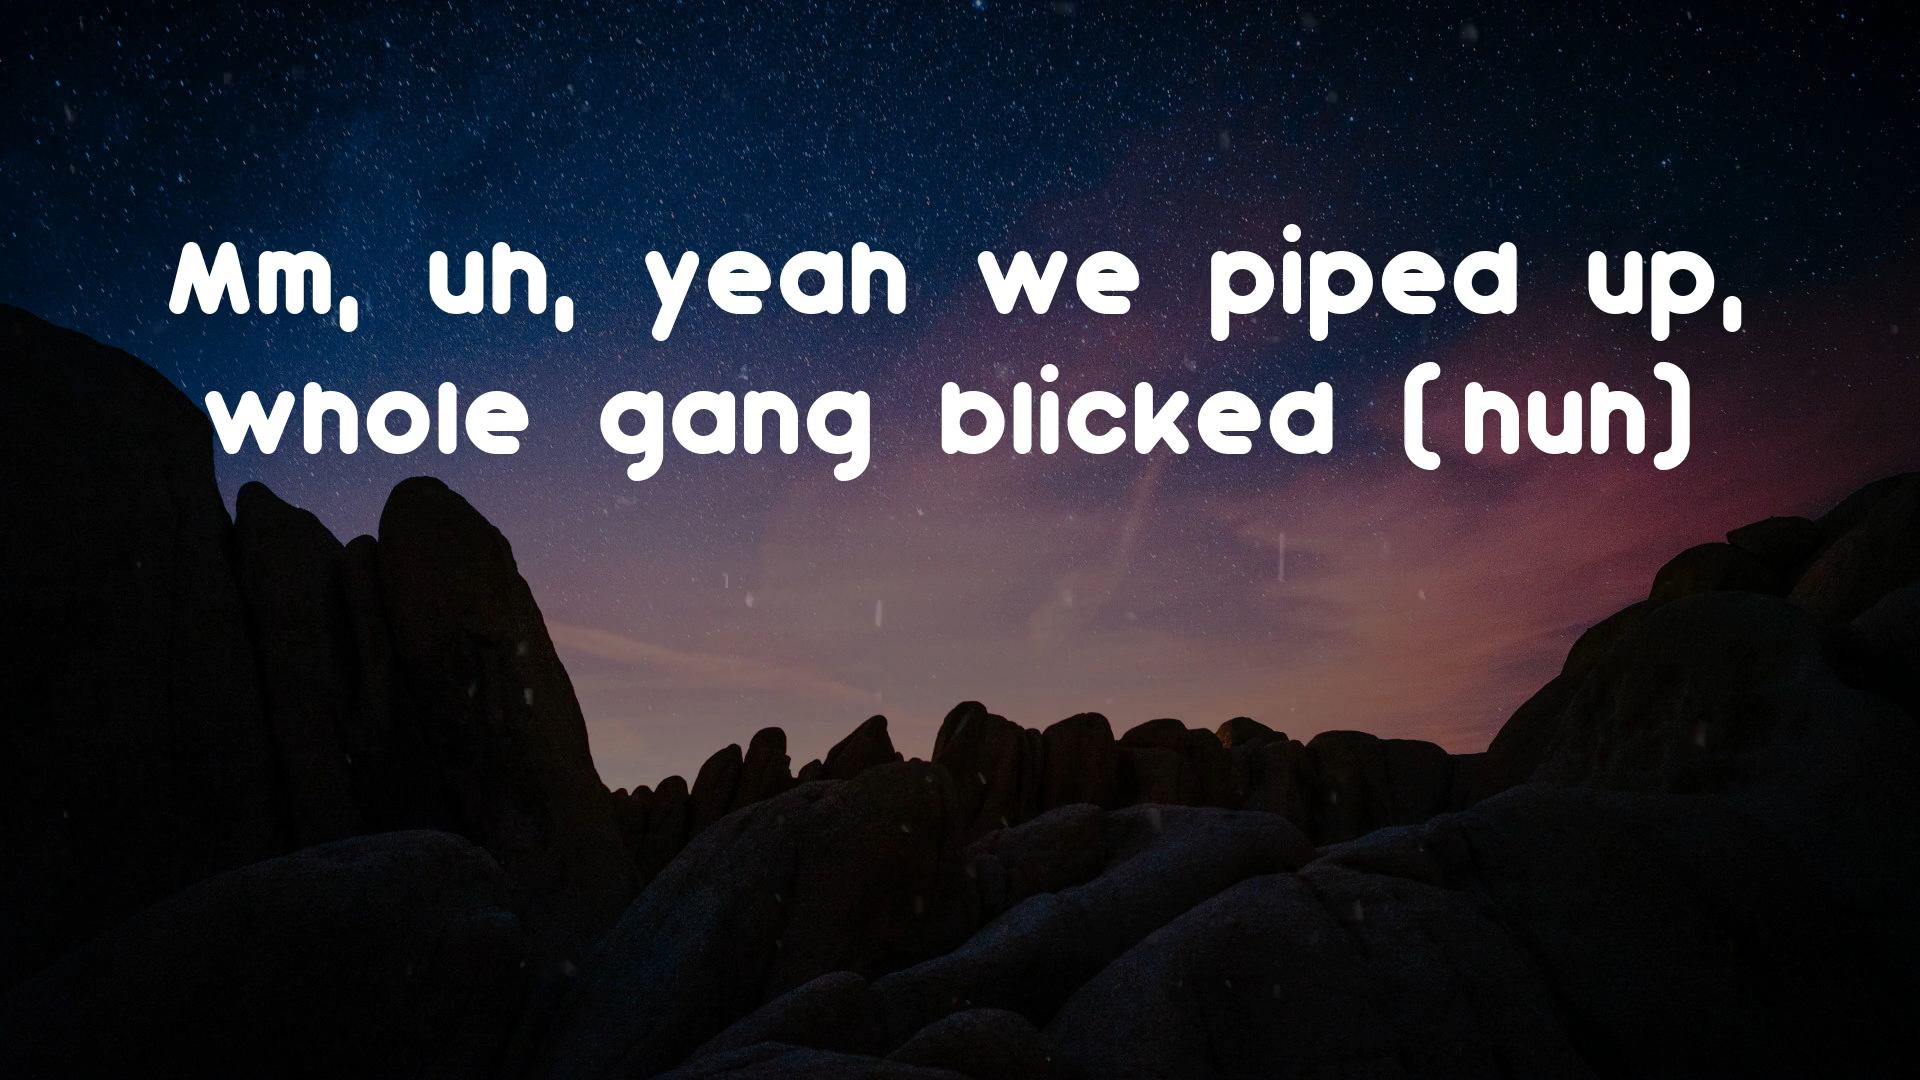 Mm, uh, yeah we piped up,
whole gang blicked (huh)